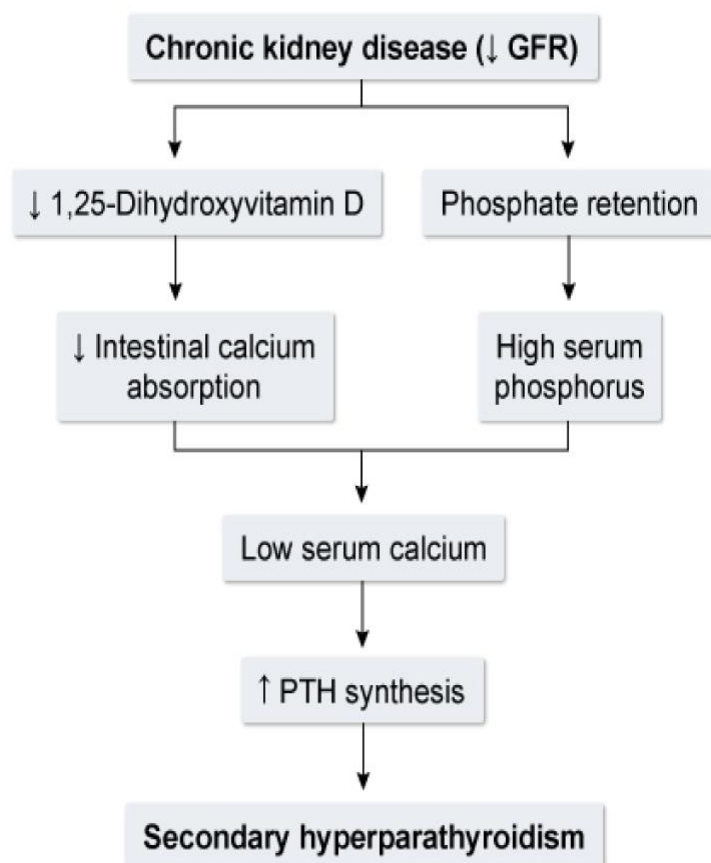 Chronic kidney disease (↓ GFR)
↓ 1,25-Dihydroxyvitamin D
Phosphate retention
↓ Intestinal calcium
absorption
High serum
phosphorus
Low serum calcium
↑ PTH synthesis
Secondary hyperparathyroidism